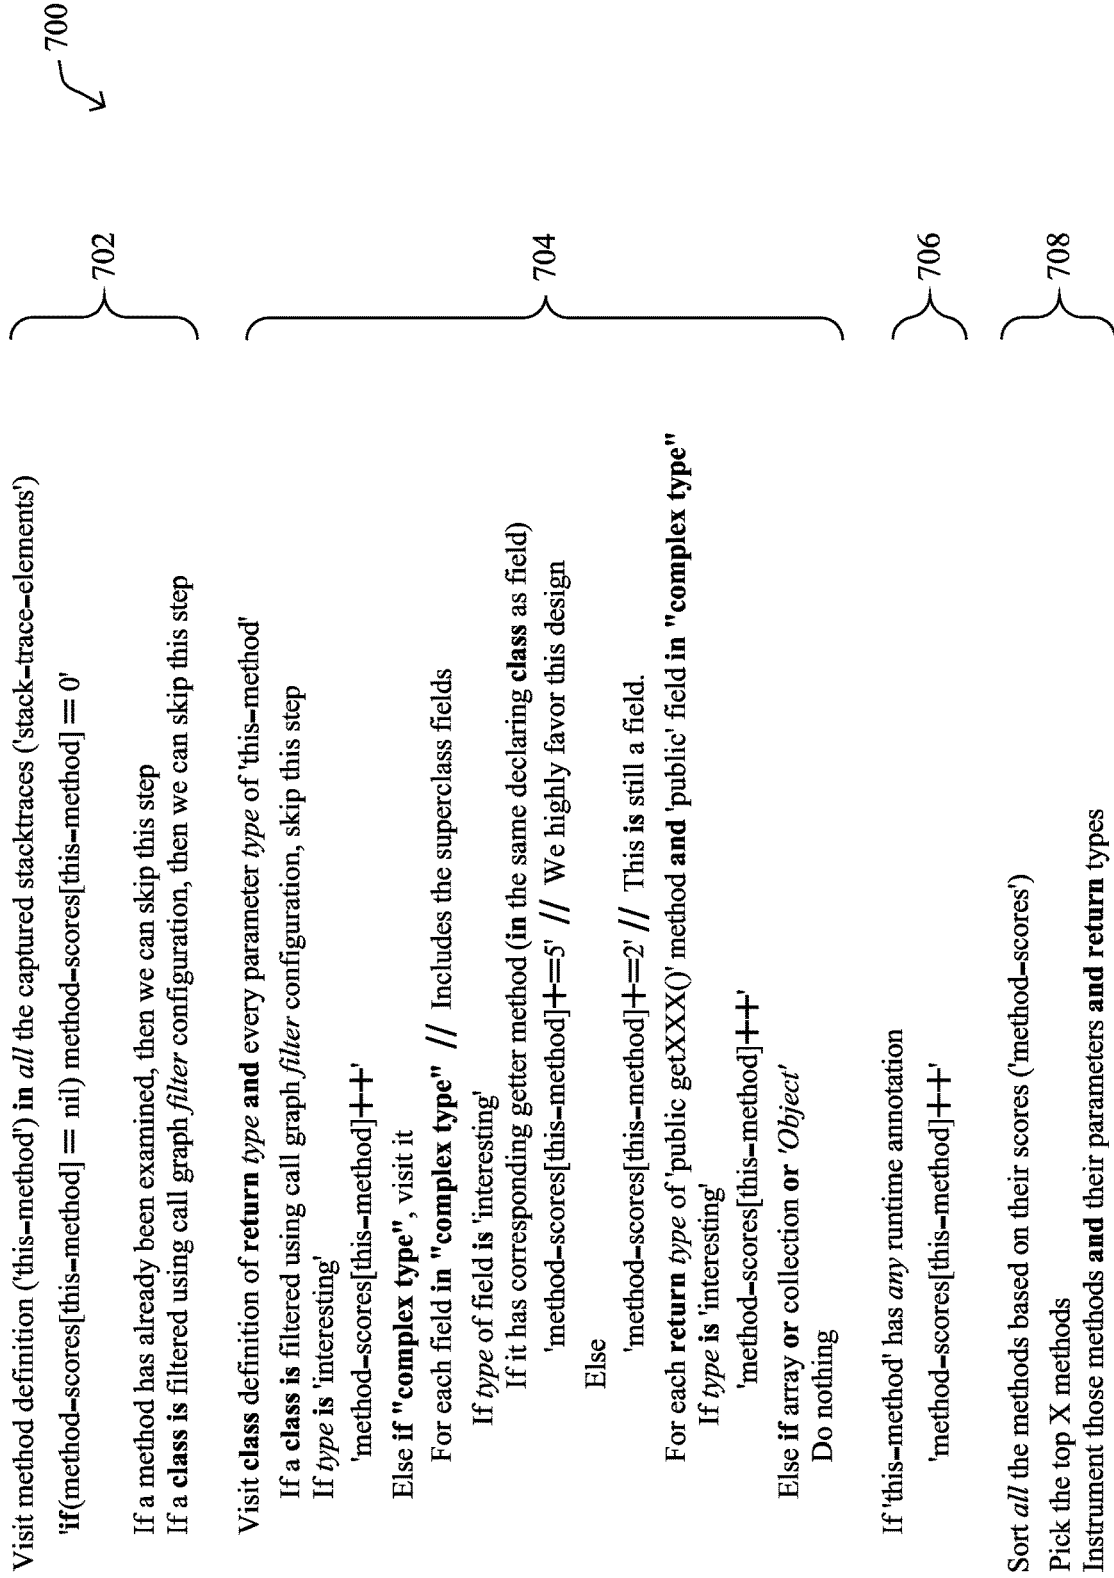 700
Visit method definition ('this-method') in all the captured stacktraces ('stack-trace-elements')
'if(method-scores[this-method] == nil) method-scores[this-method] = 0'
If a method has already been examined, then we can skip this step
If a class is filtered using call graph filter configuration, then we can skip this step
702
Visit class definition of return type and every parameter type of 'this-method'
If a class is filtered using call graph filter configuration, skip this step
If type is 'interesting'
'method-scores[this-method]++'
Else if "complex type", visit it
For each field in "complex type" // Includes the superclass fields
If type of field is 'interesting'
If it has corresponding getter method (in the same declaring class as field)
'method-scores[this-method]+=5' // We highly favor this design
Else
'method-scores[this-method]+=2' // This is still a field.
For each return type of 'public getXXX()' method and 'public' field in "complex type"
If type is 'interesting'
'method-scores[this-method]++'
Else if array or collection or 'Object'
Do nothing
704
If 'this-method' has any runtime annotation
'method-scores[this-method]++'
706
Sort all the methods based on their scores ('method-scores')
Pick the top X methods
Instrument those methods and their parameters and return types
708